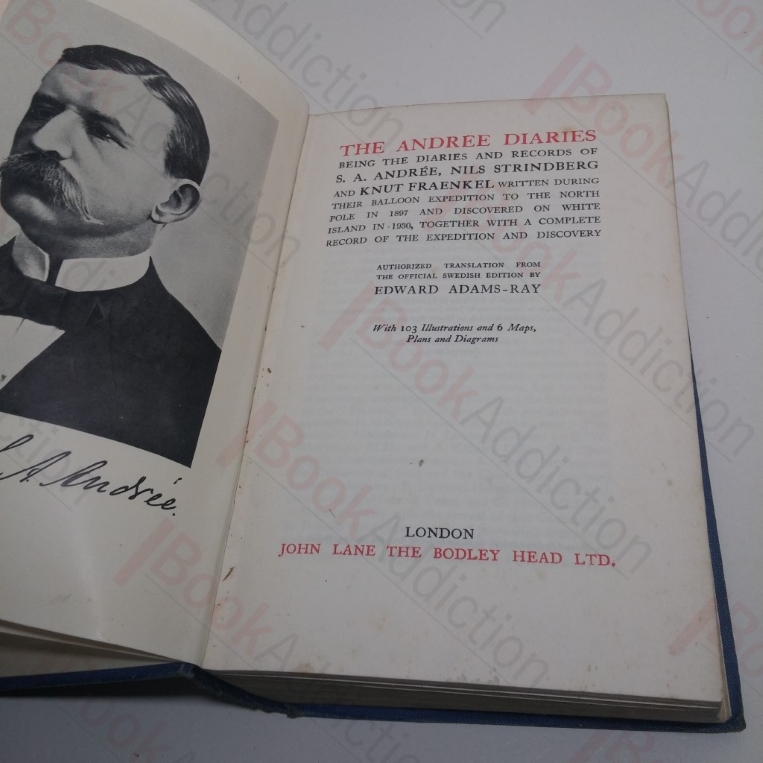 THE ANDRÉE DIARIES
BEING THE DIARIES AND RECORDS OF
S. A. ANDRÉE, NILS STRINDBERG
AND KNUT FRAENKEL WRITTEN DURING
THEIR BALLOON EXPEDITION TO THE NORTH
POLE IN 1897 AND DISCOVERED ON WHITE
ISLAND IN 1930, TOGETHER WITH A COMPLETE
RECORD OF THE EXPEDITION AND DISCOVERY
AUTHORIZED TRANSLATION FROM
THE OFFICIAL SWEDISH EDITION BY
EDWARD ADAMS-RAY
With 103 Illustrations and 6 Maps,
Plans and Diagrams
LONDON
JOHN LANE THE BODLEY HEAD LTD.
S. A. Andrée.
BookAddiction